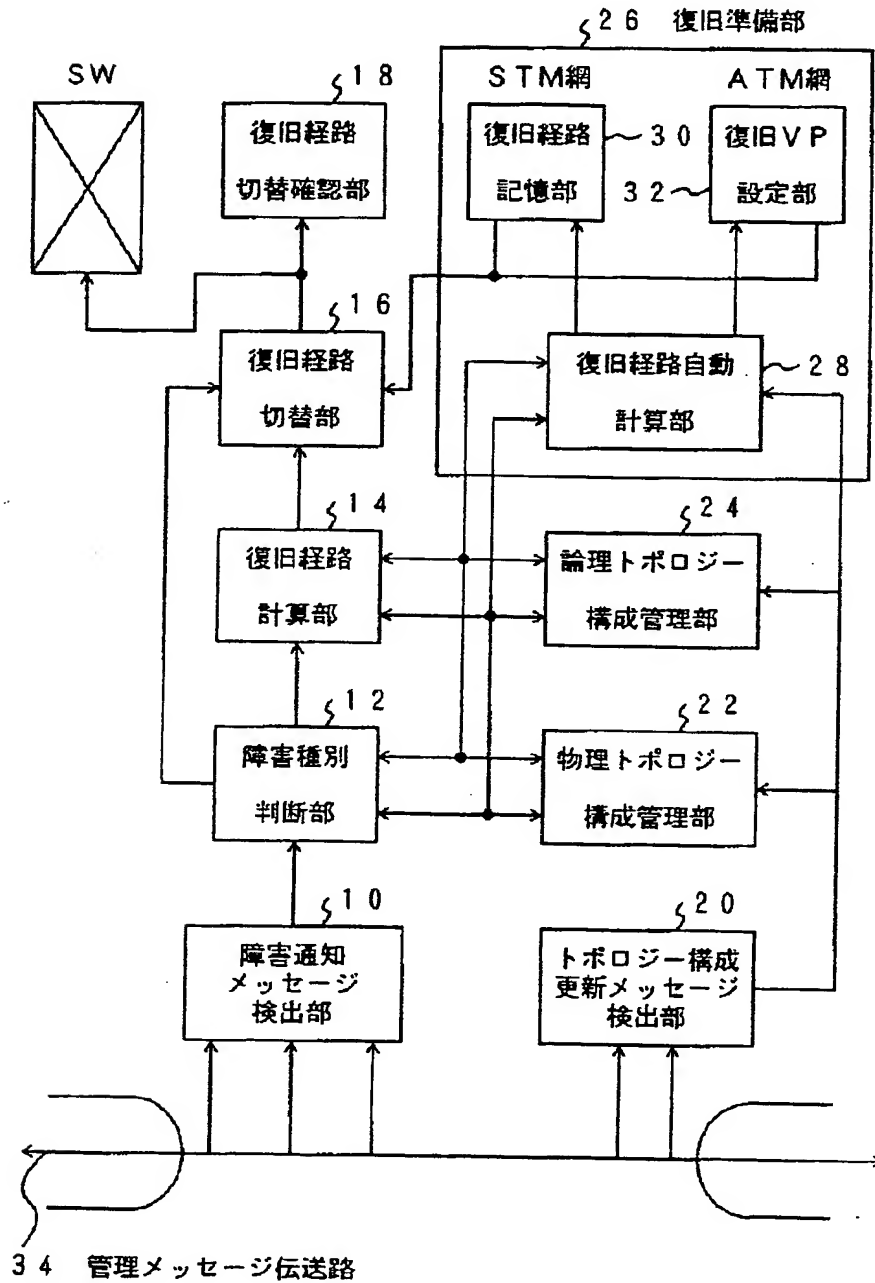 26 復旧準備部
SW
18
復旧経路
切替確認部
STM網
ATM網
復旧経路
記憶部
30
復旧VP
設定部
32
16
復旧経路
切替部
復旧経路自動
計算部
28
14
復旧経路
計算部
24
論理トポロジー
構成管理部
12
障害種別
判断部
22
物理トポロジー
構成管理部
10
障害通知
メッセージ
検出部
20
トポロジー構成
更新メッセージ
検出部
34 管理メッセージ伝送路